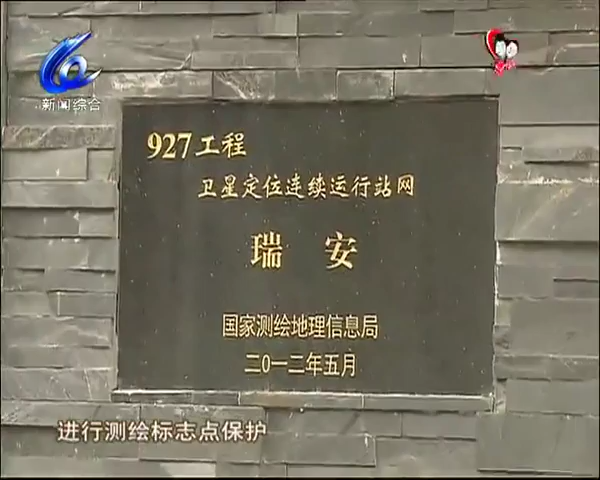 新闻综合
927工程
卫星定位连续运行站网
瑞 安
国家测绘地理信息局
二0一二年五月
进行测绘标志点保护